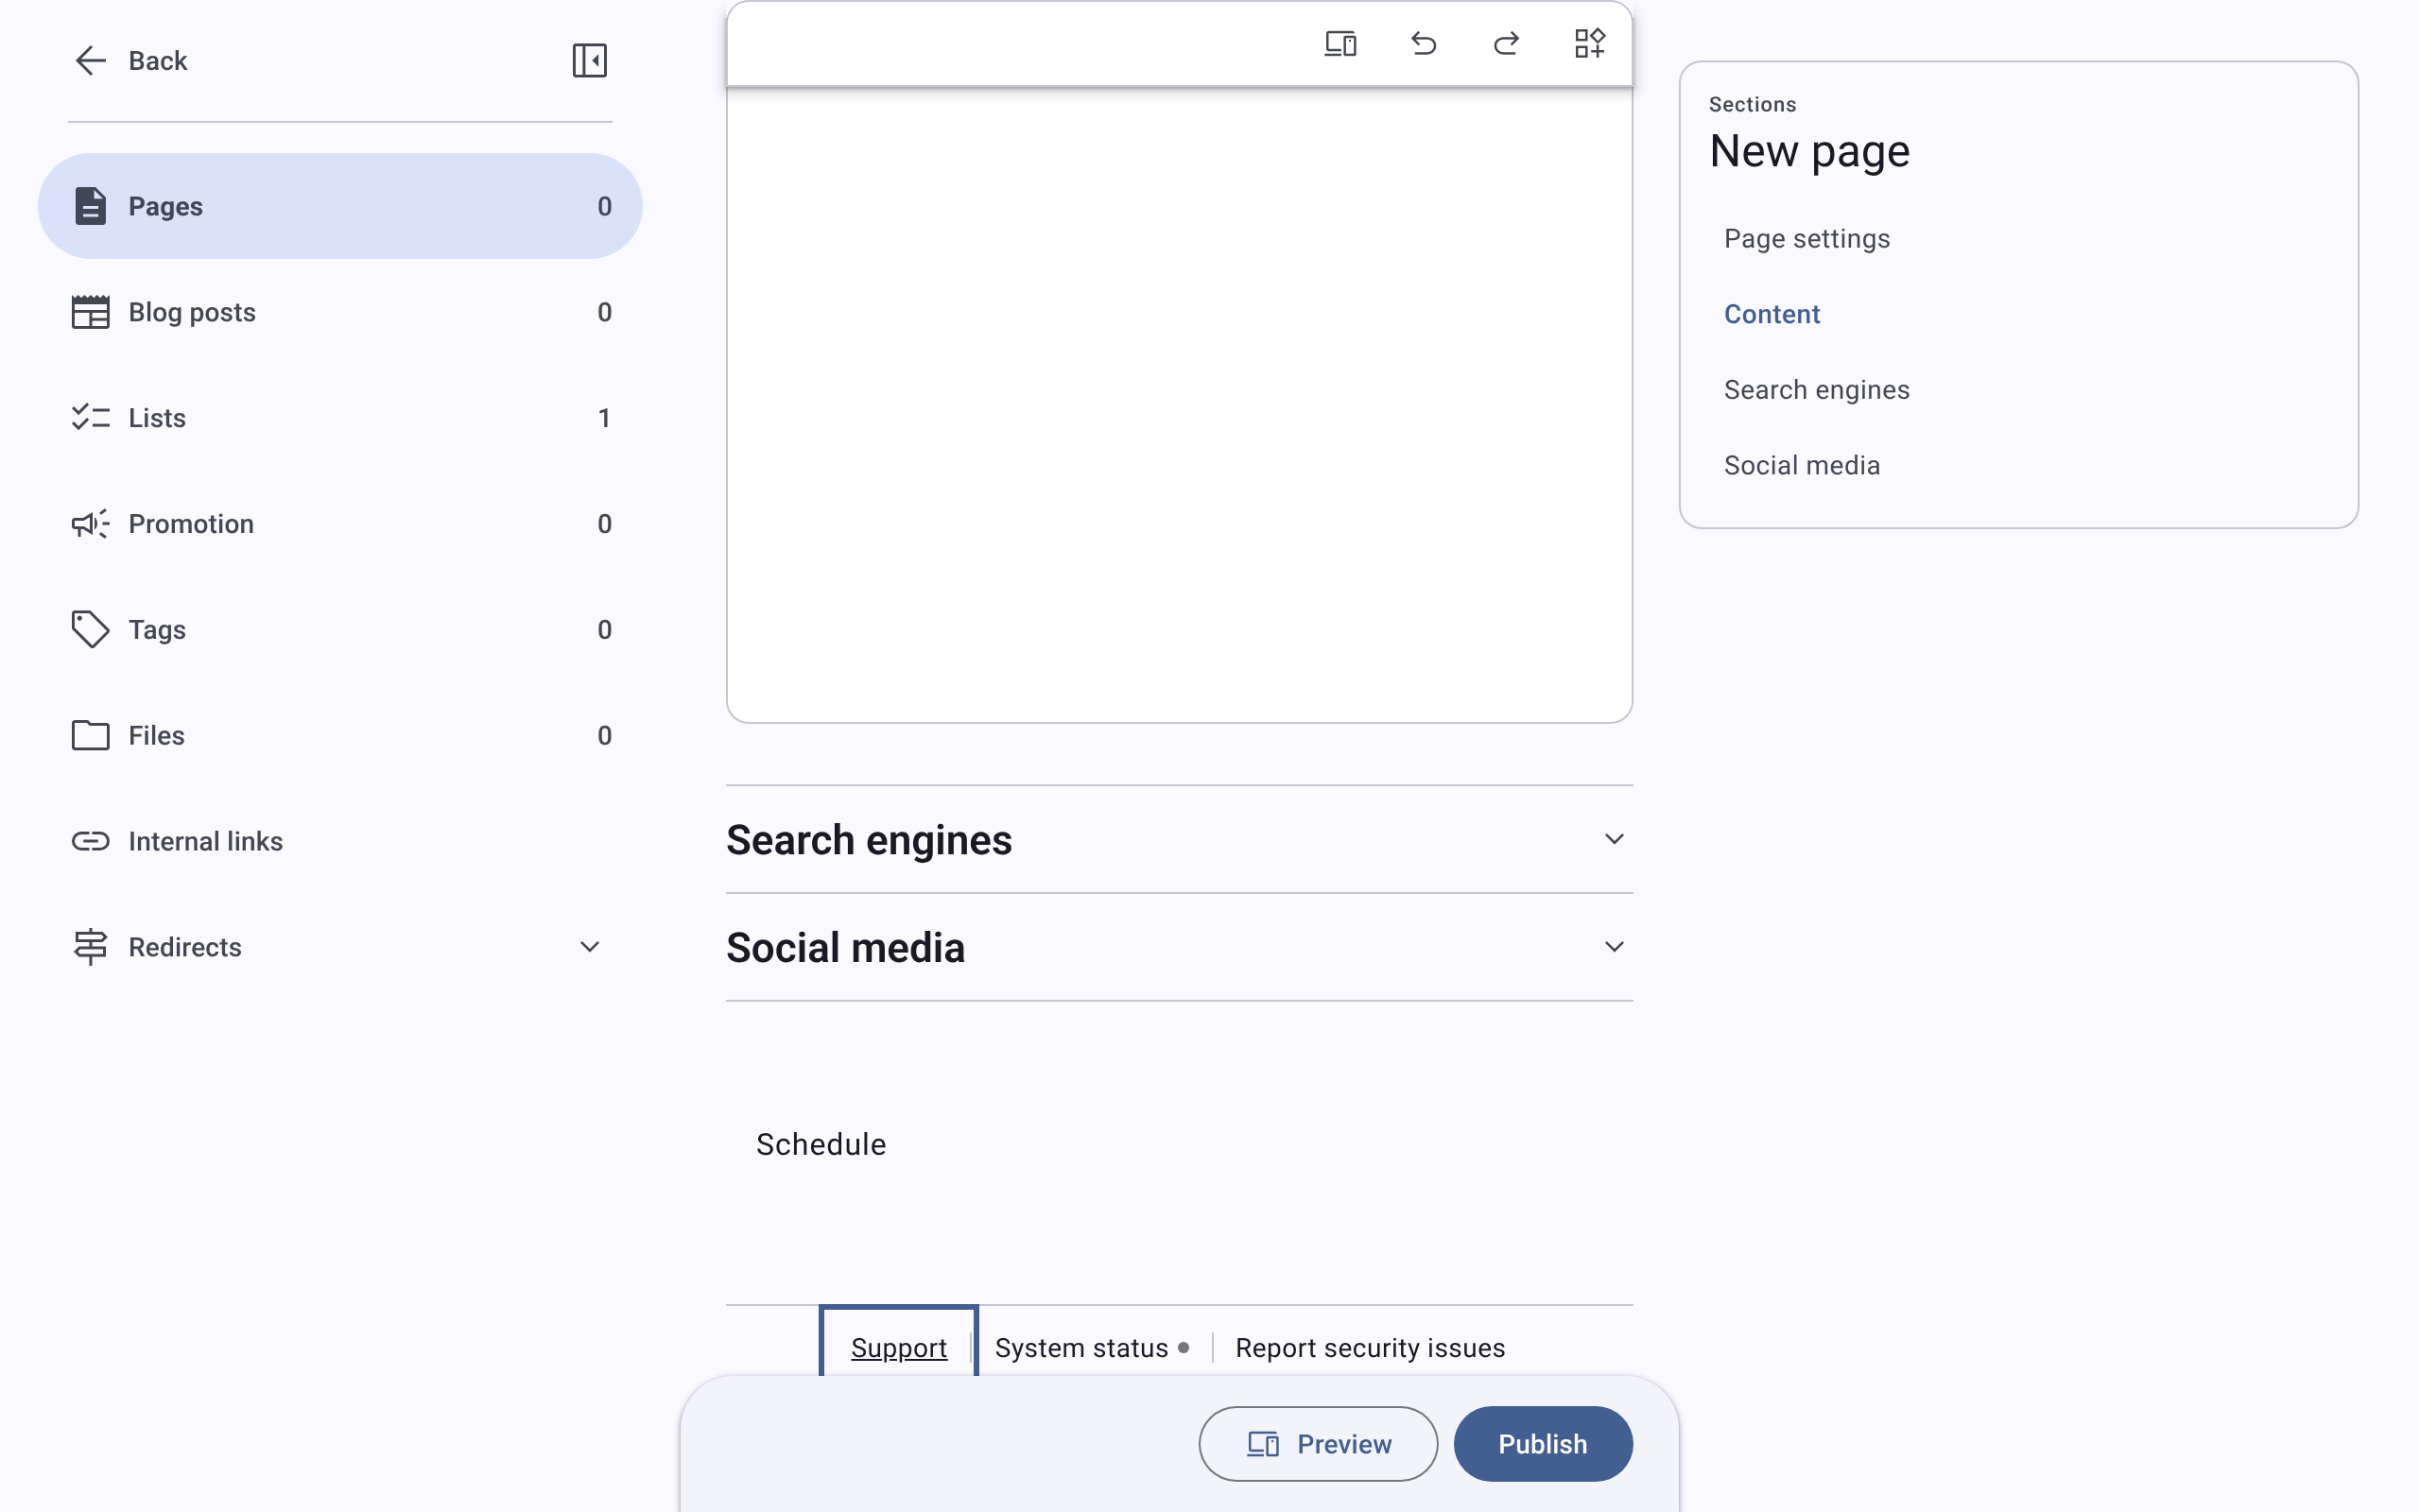 Back
Pages 0
Blog posts 0
Lists 1
Promotion 0
Tags 0
Files 0
Internal links
Redirects
Search engines
Social media
Schedule
Support System status Report security issues
Preview Publish
Sections
New page
Page settings
Content
Search engines
Social media